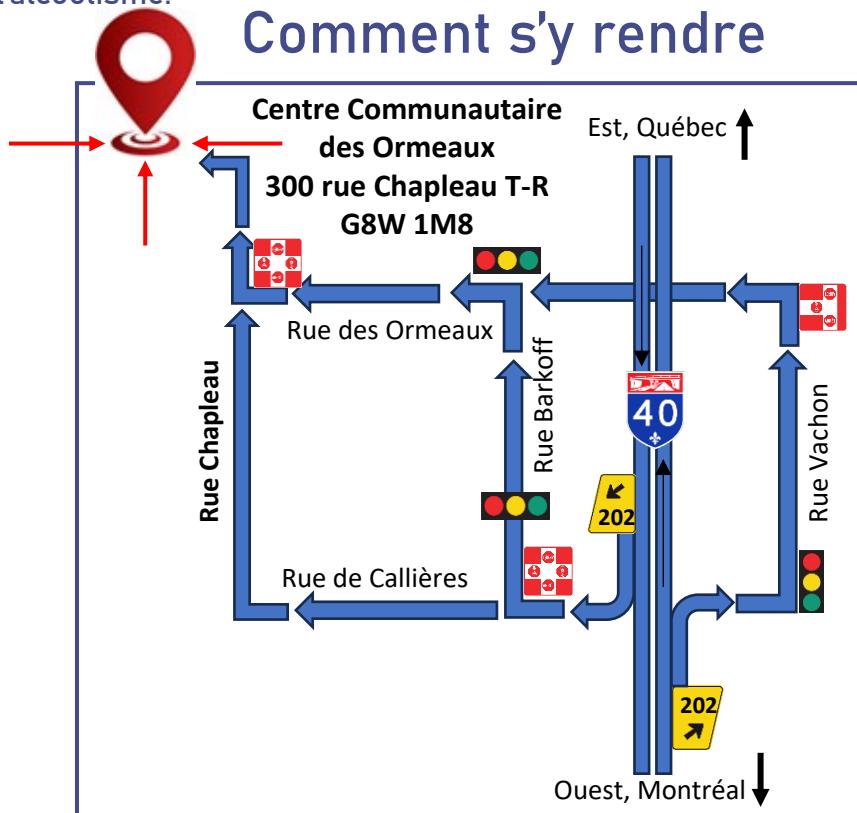 l'alcoolisme.
Comment s'y rendre
Centre Communautaire
des Ormeaux
300 rue Chapleau T-R
G8W 1M8
Est, Québec
Rue des Ormeaux
Rue Chapleau
Rue Barkoff
40
Rue Vachon
202
Rue de Callières
202
Ouest, Montréal